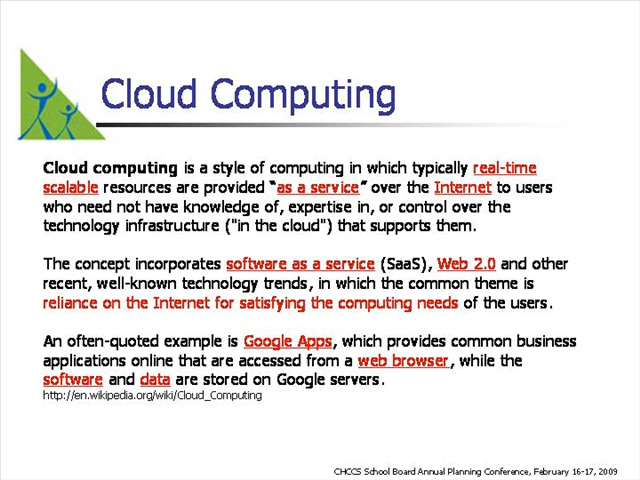 Cloud Computing
Cloud computing is a style of computing in which typically real-time
scalable resources are provided “as a service” over the Internet to users
who need not have knowledge of, expertise in, or control over the
technology infrastructure ("in the cloud") that supports them.
The concept incorporates software as a service (SaaS), Web 2.0 and other
recent, well-known technology trends, in which the common theme is
reliance on the Internet for satisfying the computing needs of the users.
An often-quoted example is Google Apps, which provides common business
applications online that are accessed from a web browser, while the
software and data are stored on Google servers.
http://en.wikipedia.org/wiki/Cloud_Computing
CHCCS School Board Annual Planning Conference, February 16-17, 2009